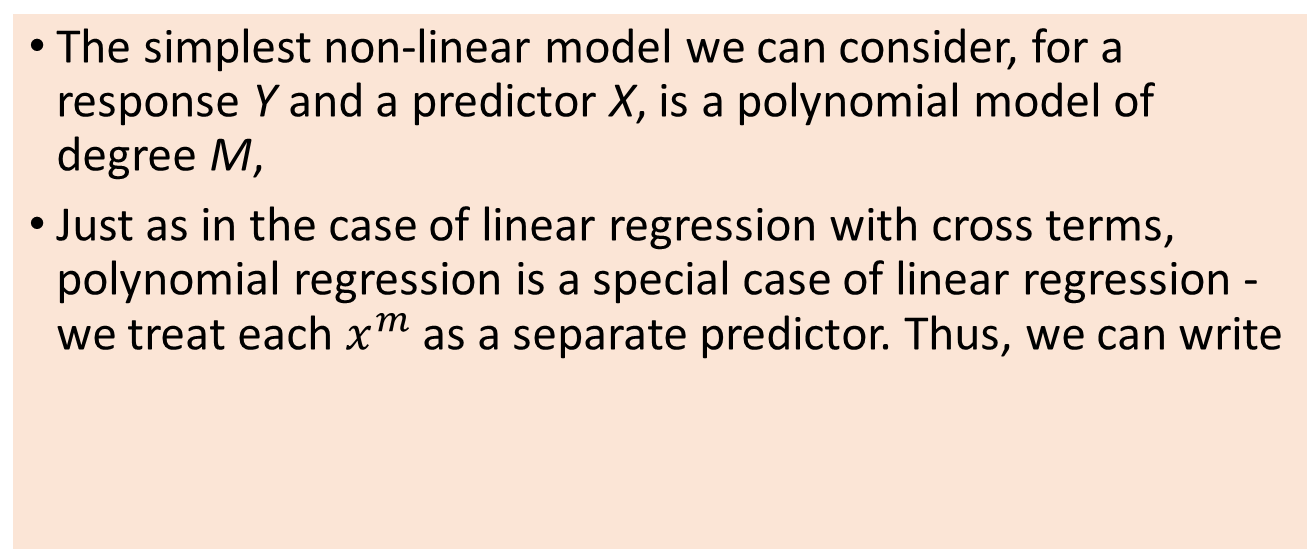 • The simplest non-linear model we can consider, for a
response Y and a predictor X, is a polynomial model of
degree M,
• Just as in the case of linear regression with cross terms,
polynomial regression is a special case of linear regression -
we treat each x^m as a separate predictor. Thus, we can write